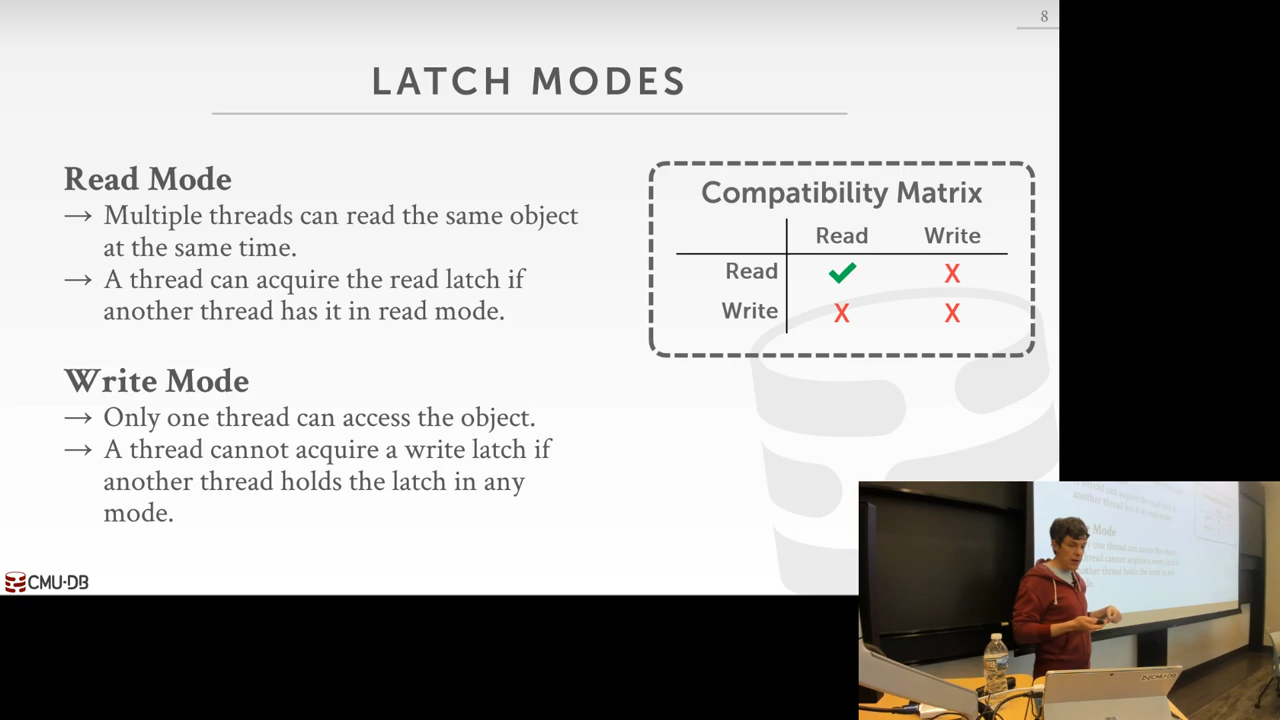 8
LATCH MODES
Read Mode
→ Multiple threads can read the same object
at the same time.
→ A thread can acquire the read latch if
another thread has it in read mode.
Write Mode
→ Only one thread can access the object.
→ A thread cannot acquire a write latch if
another thread holds the latch in any
mode.
Compatibility Matrix
Read Write
Read ✓ X
Write X X
CMU·DB
CMU·DB